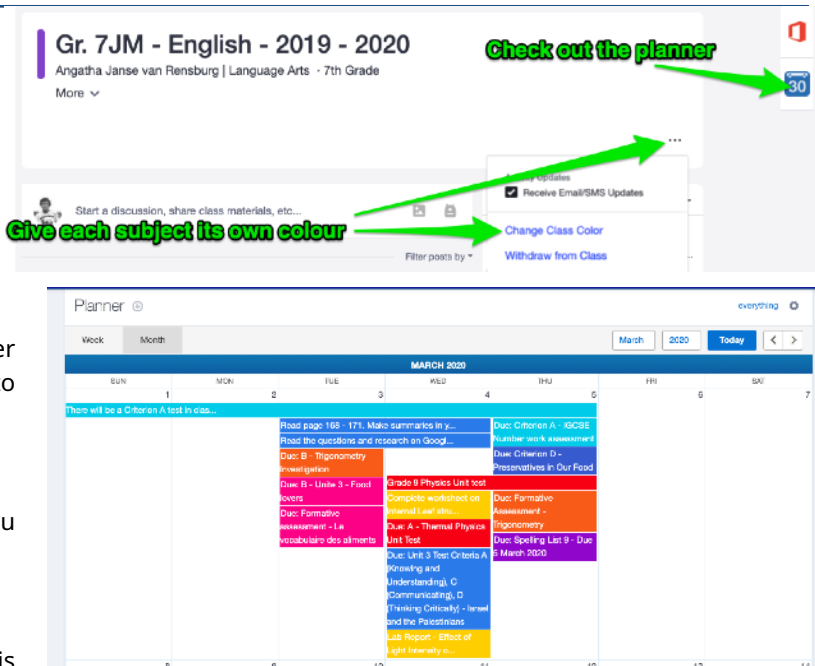 Gr. 7JM - English - 2019 - 2020
Angatha Janse van Rensburg | Language Arts · 7th Grade
More
Check out the planner
30
...
Updates
Receive Email/SMS Updates
Start a discussion, share class materials, etc...
Give each subject its own colour
Change Class Color
Filter posts by
Withdraw from Class
Planner
everything
er
to
u
is
Week Month
March 2020 Today < >
MARCH 2020
SUN MON TUE WED THU FRI SAT
1 2 3 4 5 6 7
There will be a Criterion A test in clas...
Read page 168 - 171. Make summaries in y...
Read the questions and research on Googl...
Due: B - Trigonometry
Investigation
Due: B - Unite 3 - Food
lovers
Due: Formative
assessment - Le
vocabulaire des aliments
Grade 9 Physics Unit test
Complete worksheet on
Internal Leaf stru...
Due: A - Thermal Physics
Unit Test
Due: Unit 3 Test Criteria A
(Knowing and
Understanding), C
(Communicating), D
(Thinking Critically) - Israel
and the Palestinians
Lab Report - Effect of
Light Intensity o...
Due: Criterion A - IGCSE
Number work assessment
Due: Criterion D -
Preservatives in Our Food
Due: Formative
Assessment -
Trigonometry
Due: Spelling List 9 - Due
6 March 2020